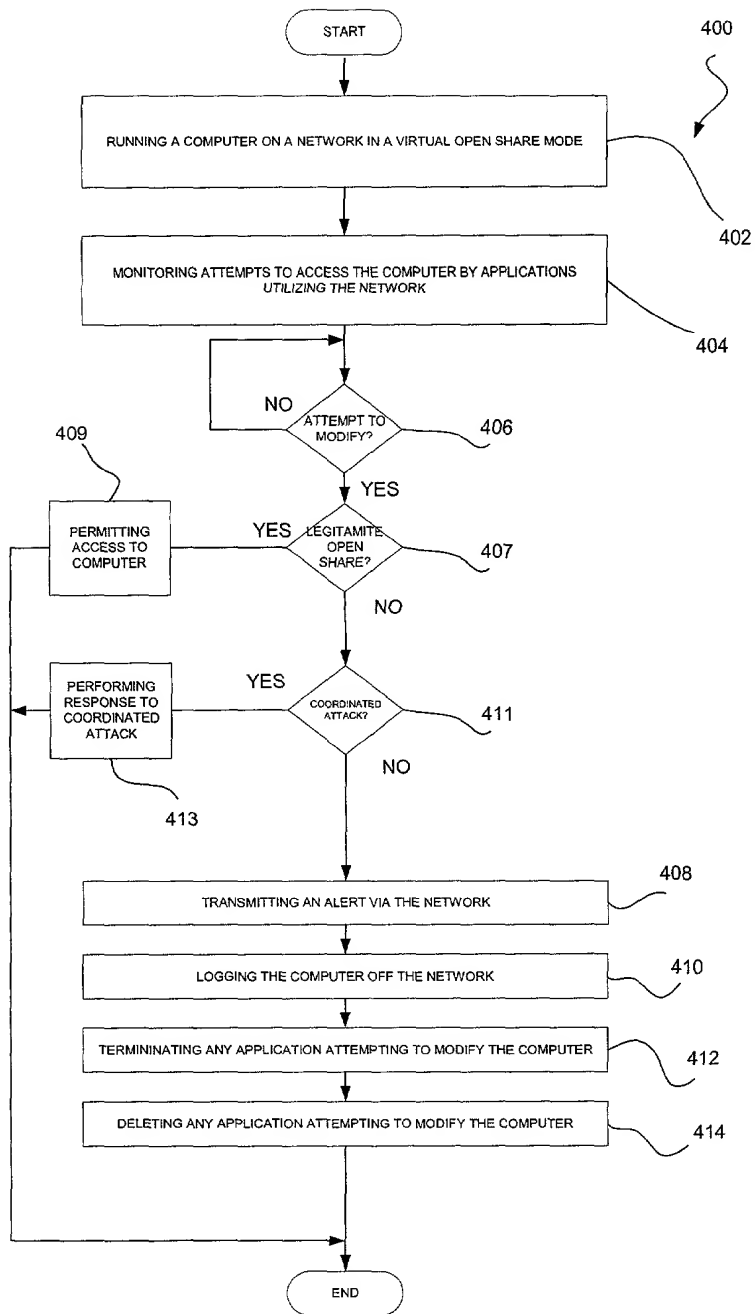 START
400
RUNNING A COMPUTER ON A NETWORK IN A VIRTUAL OPEN SHARE MODE
402
MONITORING ATTEMPTS TO ACCESS THE COMPUTER BY APPLICATIONS
UTILIZING THE NETWORK
404
NO
ATTEMPT TO
MODIFY?
406
YES
409
PERMITTING
ACCESS TO
COMPUTER
YES
LEGITAMITE
OPEN
SHARE?
407
NO
PERFORMING
RESPONSE TO
COORDINATED
ATTACK
YES
COORDINATED
ATTACK?
411
NO
413
TRANSMITTING AN ALERT VIA THE NETWORK
408
LOGGING THE COMPUTER OFF THE NETWORK
410
TERMININATING ANY APPLICATION ATTEMPTING TO MODIFY THE COMPUTER
412
DELETING ANY APPLICATION ATTEMPTING TO MODIFY THE COMPUTER
414
END